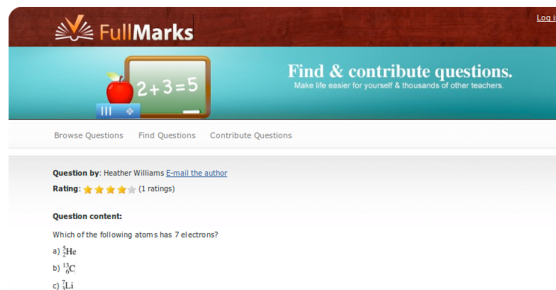 Log i
FullMarks
2+3=5
Find & contribute questions.
Make life easier for yourself & thousands of other teachers.
Browse Questions Find Questions Contribute Questions
Question by: Heather Williams E-mail the author
Rating: (1 ratings)
Question content:
Which of the following atoms has 7 electrons?
a) ⁵₂He
b) ¹³₆C
c) ⁷₃Li